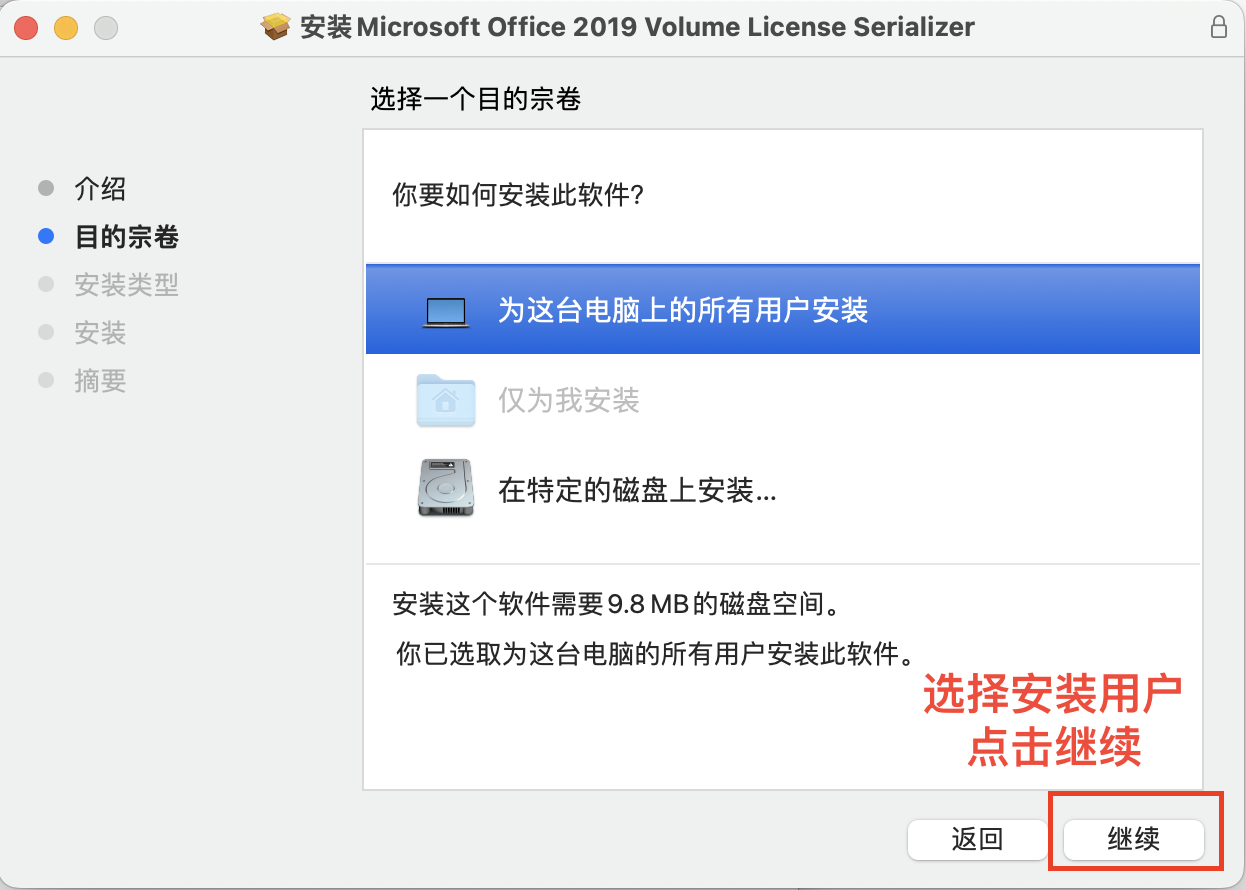 安装Microsoft Office 2019 Volume License Serializer
选择一个目的宗卷
介绍
目的宗卷
安装类型
安装
摘要
你要如何安装此软件?
为这台电脑上的所有用户安装
仅为我安装
在特定的磁盘上安装...
安装这个软件需要9.8 MB的磁盘空间。
你已选取为这台电脑的所有用户安装此软件。
选择安装用户
点击继续
返回
继续